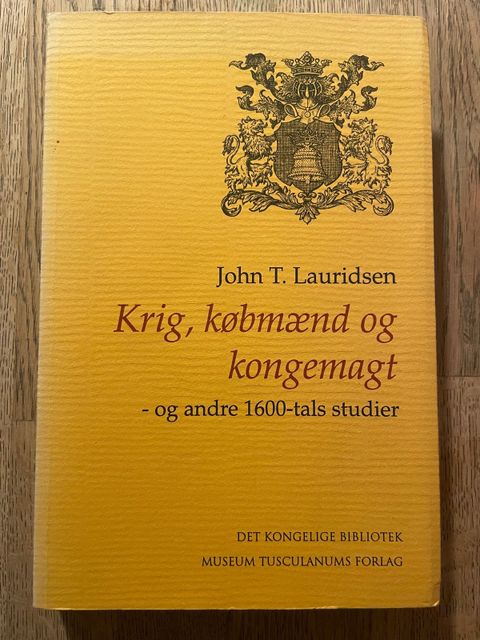 John T. Lauridsen
Krig, købmænd og
kongemagt
- og andre 1600-tals studier
DET KONGELIGE BIBLIOTEK
MUSEUM TUSCULANUMS FORLAG